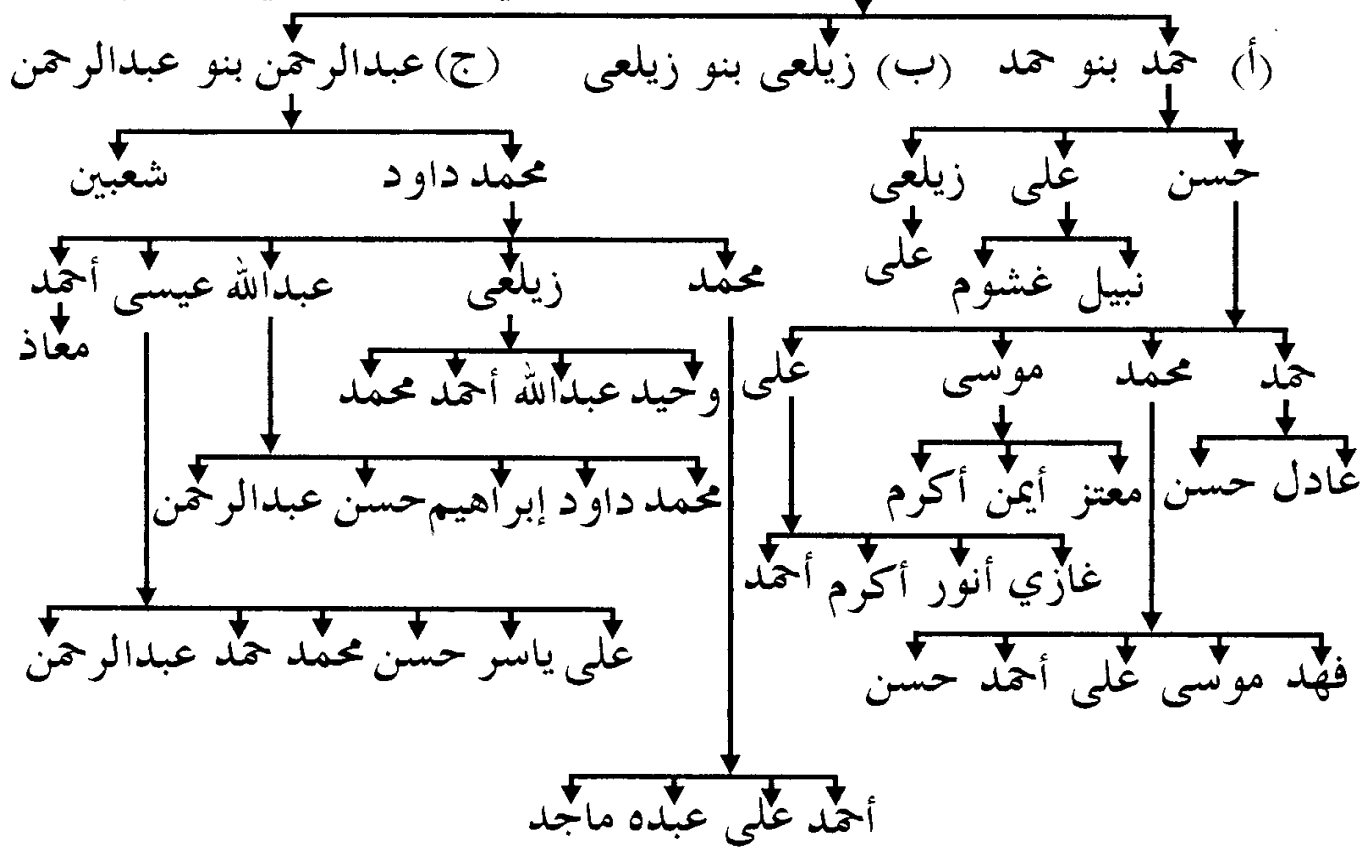 (أ) حمد بنو حمد (ب) زيلعى بنو زيلعى (ج) عبدالرحمن بنو عبدالرحمن
حسن على زيلعى محمد داود شعبين
نبيل غشوم على محمد زيلعى عبدالله عيسى أحمد
حمد محمد موسى على وحيد عبدالله أحمد محمد معاذ
عادل حسن معتز أيمن أكرم محمد داود إبراهيم حسن عبدالرحمن
غازي أنور أكرم أحمد
فهد موسى على أحمد حسن على ياسر حسن محمد حمد عبدالرحمن
أحمد على عبده ماجد